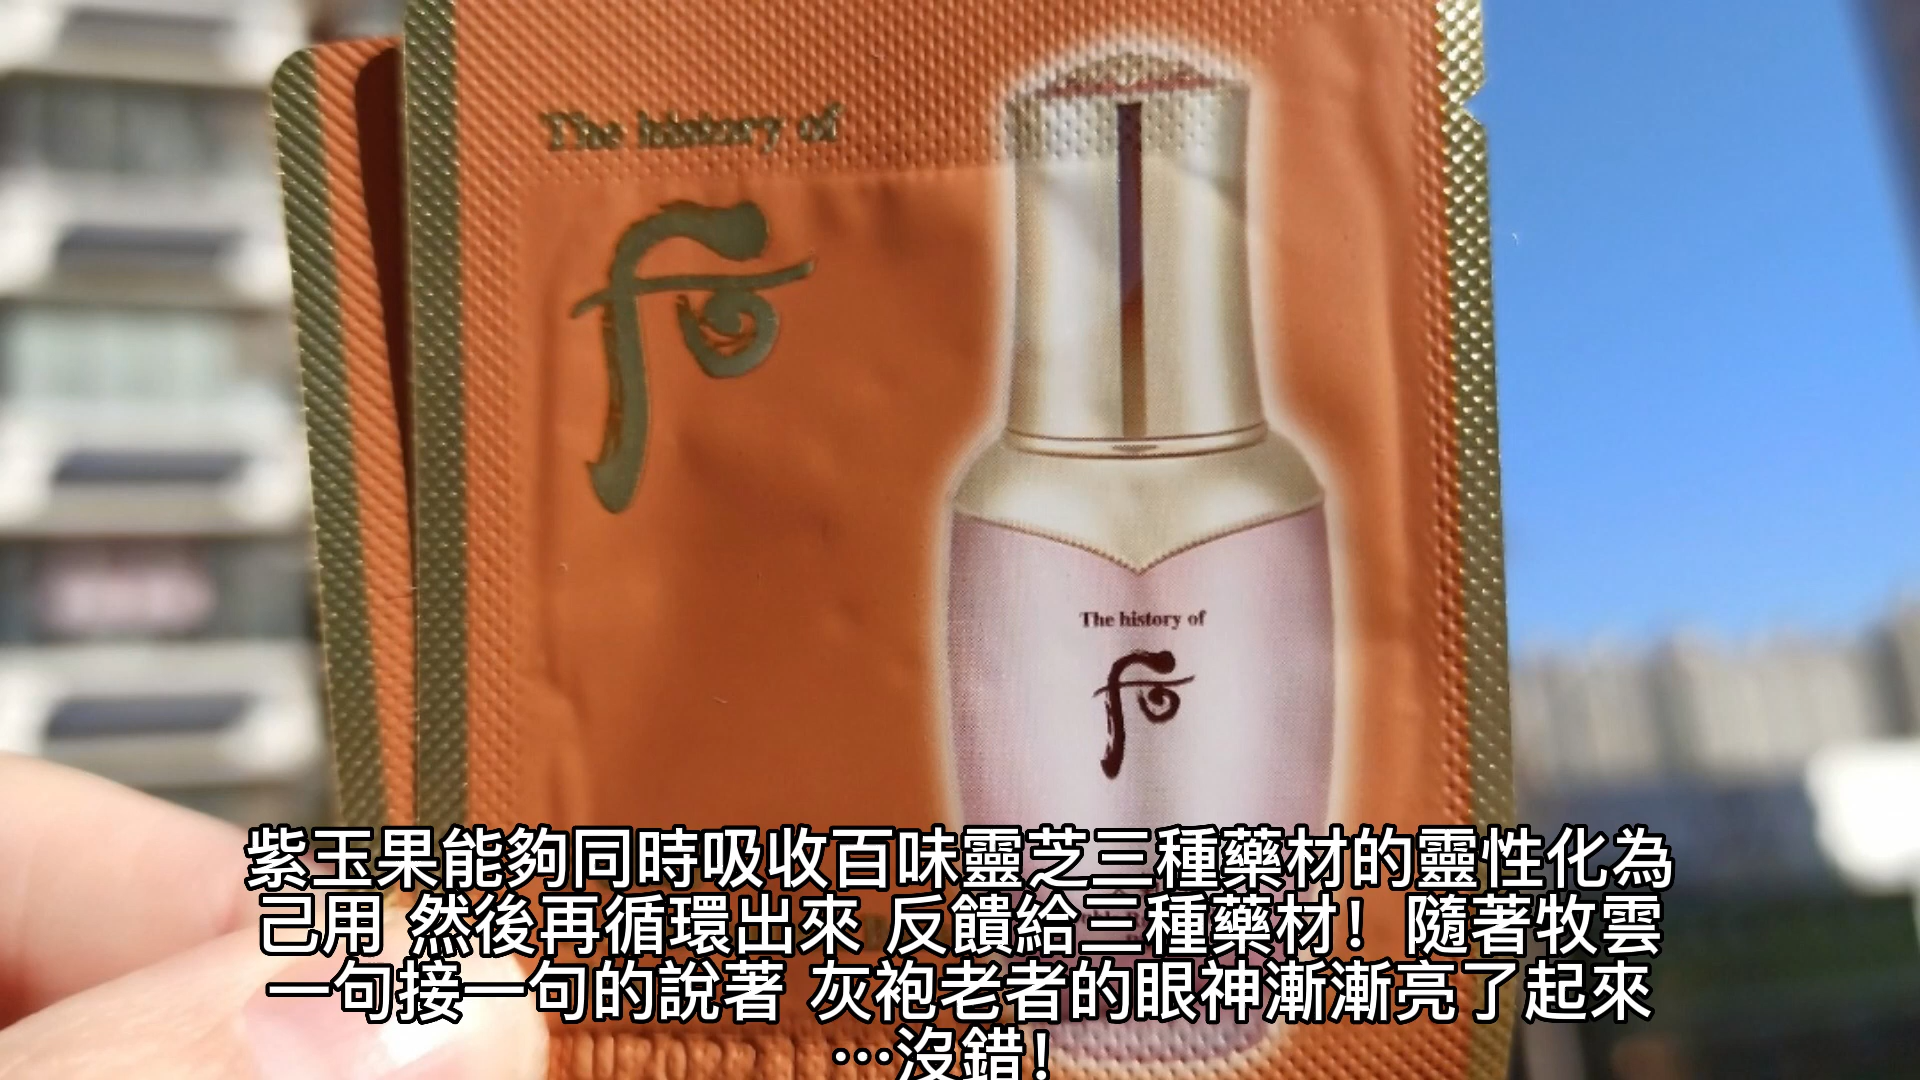 The history of
后
The history of
后
紫玉果能夠同時吸收百味靈芝三種藥材的靈性化為
己用 然後再循環出來 反饋給三種藥材！隨著牧雲
一句接一句的說著 灰袍老者的眼神漸漸亮了起來
…沒錯！